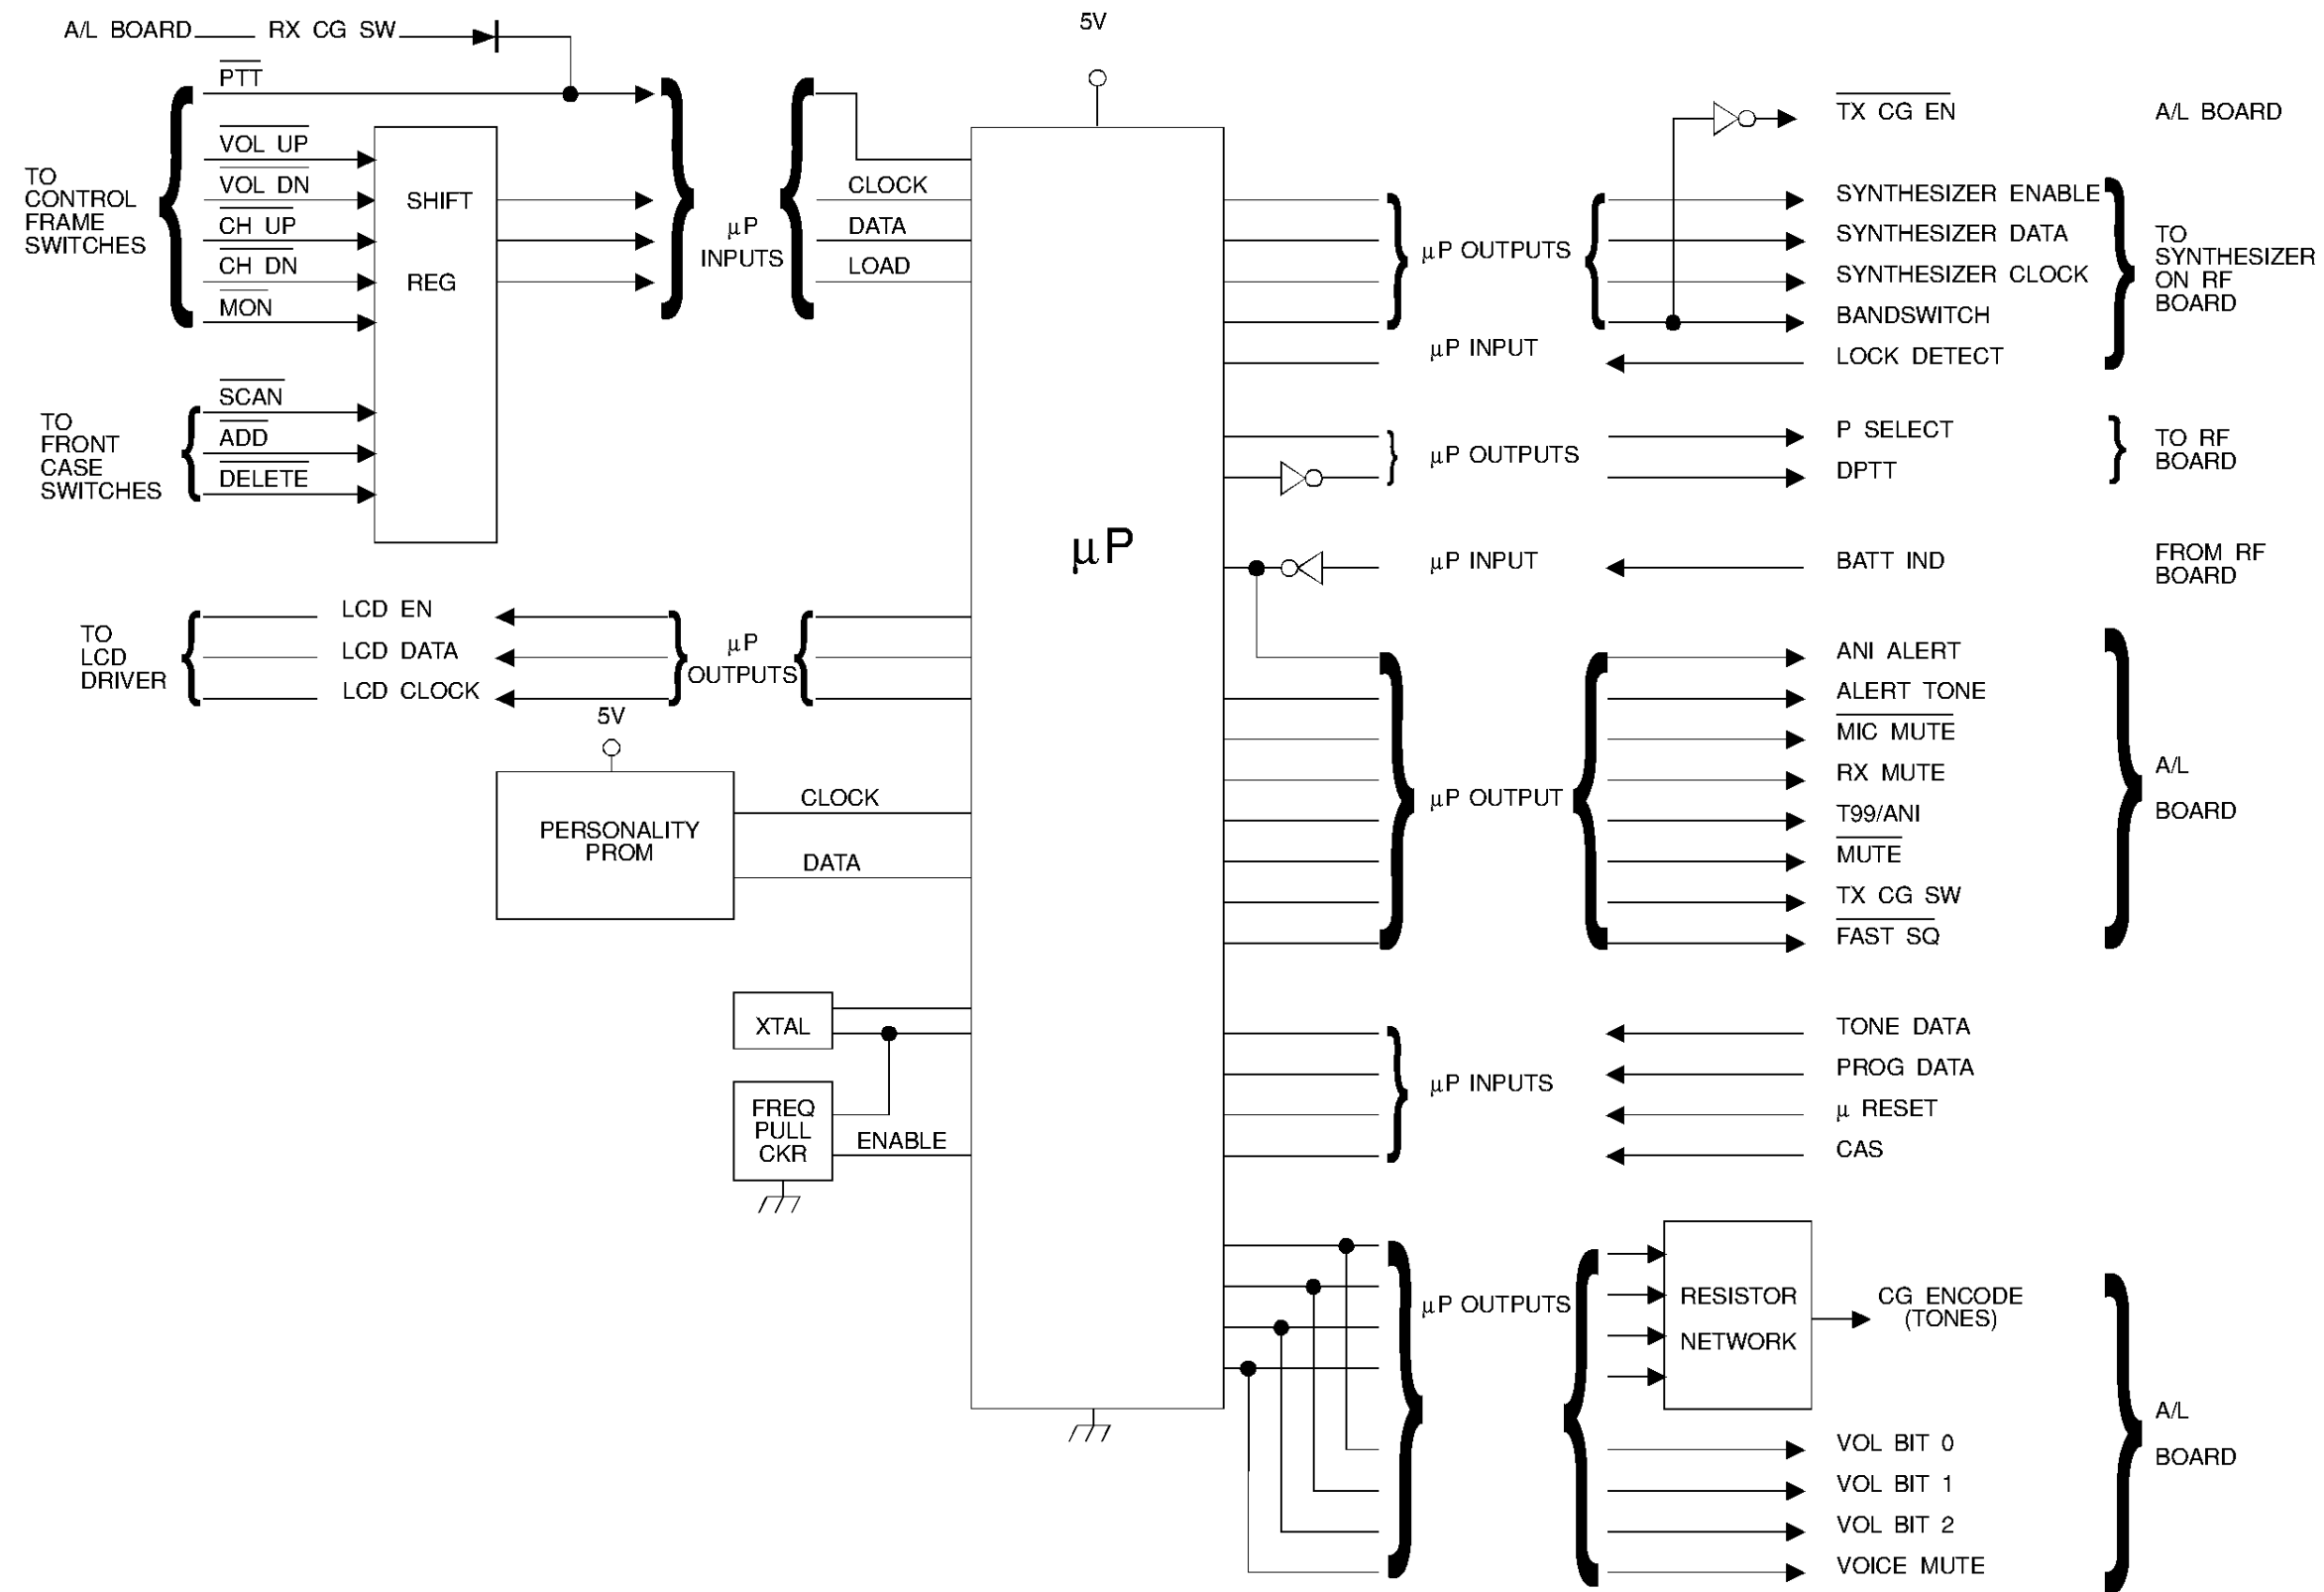 A/L BOARD RX CG SW
PTT
VOL UP
VOL DN
CH UP
CH DN
MON
TO
CONTROL
FRAME
SWITCHES
SHIFT
REG
SCAN
ADD
DELETE
TO
FRONT
CASE
SWITCHES
μP
INPUTS
CLOCK
DATA
LOAD
TO
LCD
DRIVER
LCD EN
LCD DATA
LCD CLOCK
μP
OUTPUTS
5V
PERSONALITY
PROM
CLOCK
DATA
XTAL
FREQ
PULL
CKR
ENABLE
5V
μP
TX CG EN
A/L BOARD
μP OUTPUTS
SYNTHESIZER ENABLE
SYNTHESIZER DATA
SYNTHESIZER CLOCK
BANDSWITCH
μP INPUT
LOCK DETECT
TO
SYNTHESIZER
ON RF
BOARD
μP OUTPUTS
P SELECT
DPTT
TO RF
BOARD
μP INPUT
BATT IND
FROM RF
BOARD
μP OUTPUT
ANI ALERT
ALERT TONE
MIC MUTE
RX MUTE
T99/ANI
MUTE
TX CG SW
FAST SQ
A/L
BOARD
μP INPUTS
TONE DATA
PROG DATA
μ RESET
CAS
μP OUTPUTS
RESISTOR
NETWORK
CG ENCODE
(TONES)
VOL BIT 0
VOL BIT 1
VOL BIT 2
VOICE MUTE
A/L
BOARD